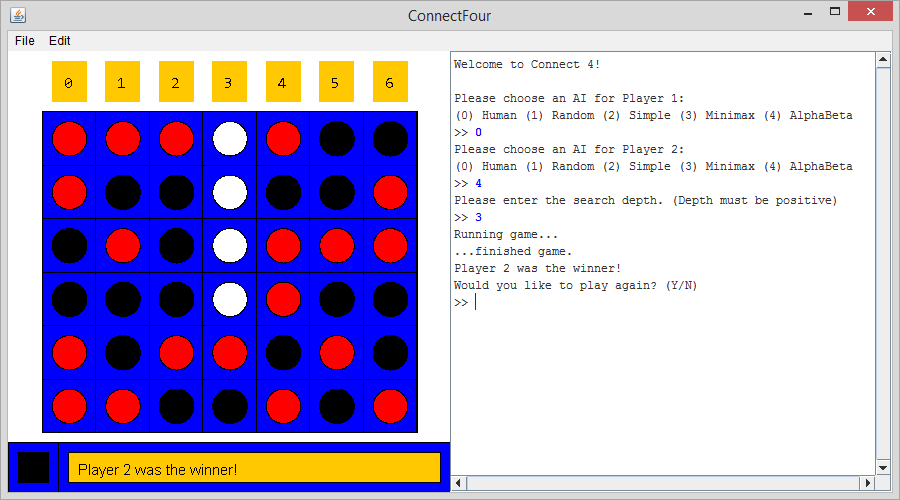 ConnectFour
File Edit
0 1 2 3 4 5 6
Player 2 was the winner!
Welcome to Connect 4!
Please choose an AI for Player 1:
(0) Human (1) Random (2) Simple (3) Minimax (4) AlphaBeta
>> 0
Please choose an AI for Player 2:
(0) Human (1) Random (2) Simple (3) Minimax (4) AlphaBeta
>> 4
Please enter the search depth. (Depth must be positive)
>> 3
Running game...
...finished game.
Player 2 was the winner!
Would you like to play again? (Y/N)
>>